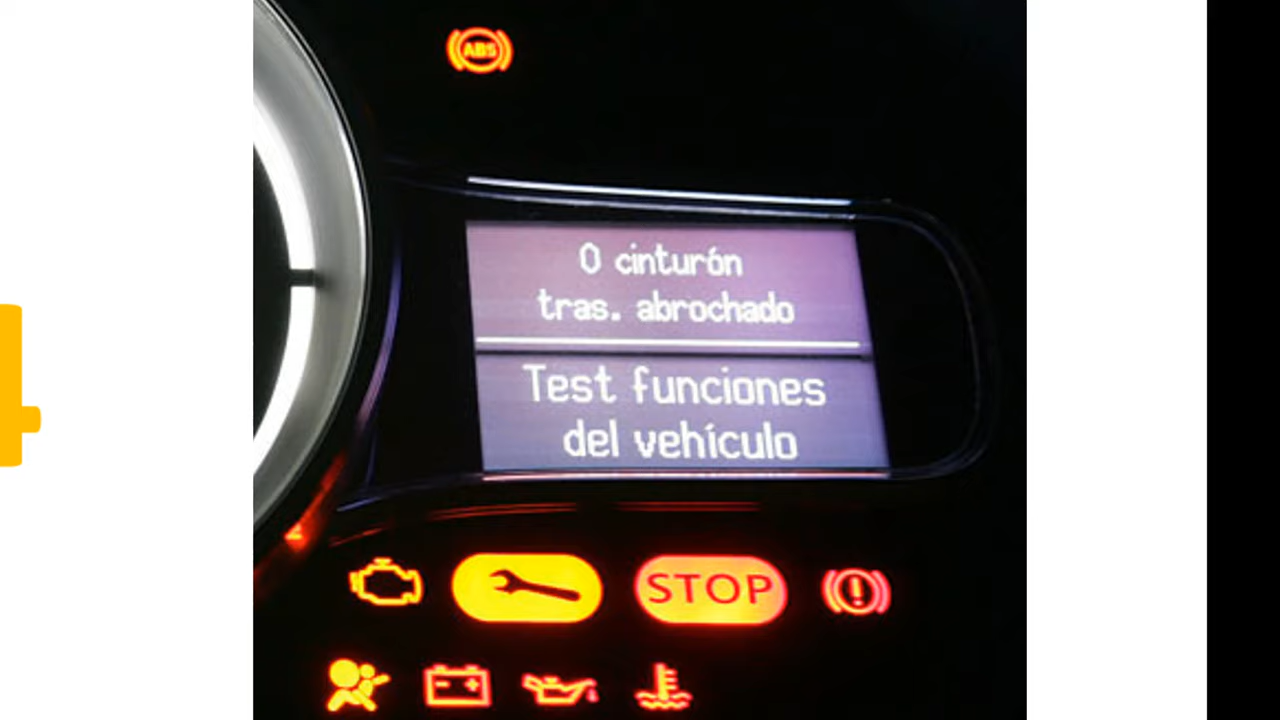 ABS
0 cinturón
tras. abrochado
Test funciones
del vehículo
STOP